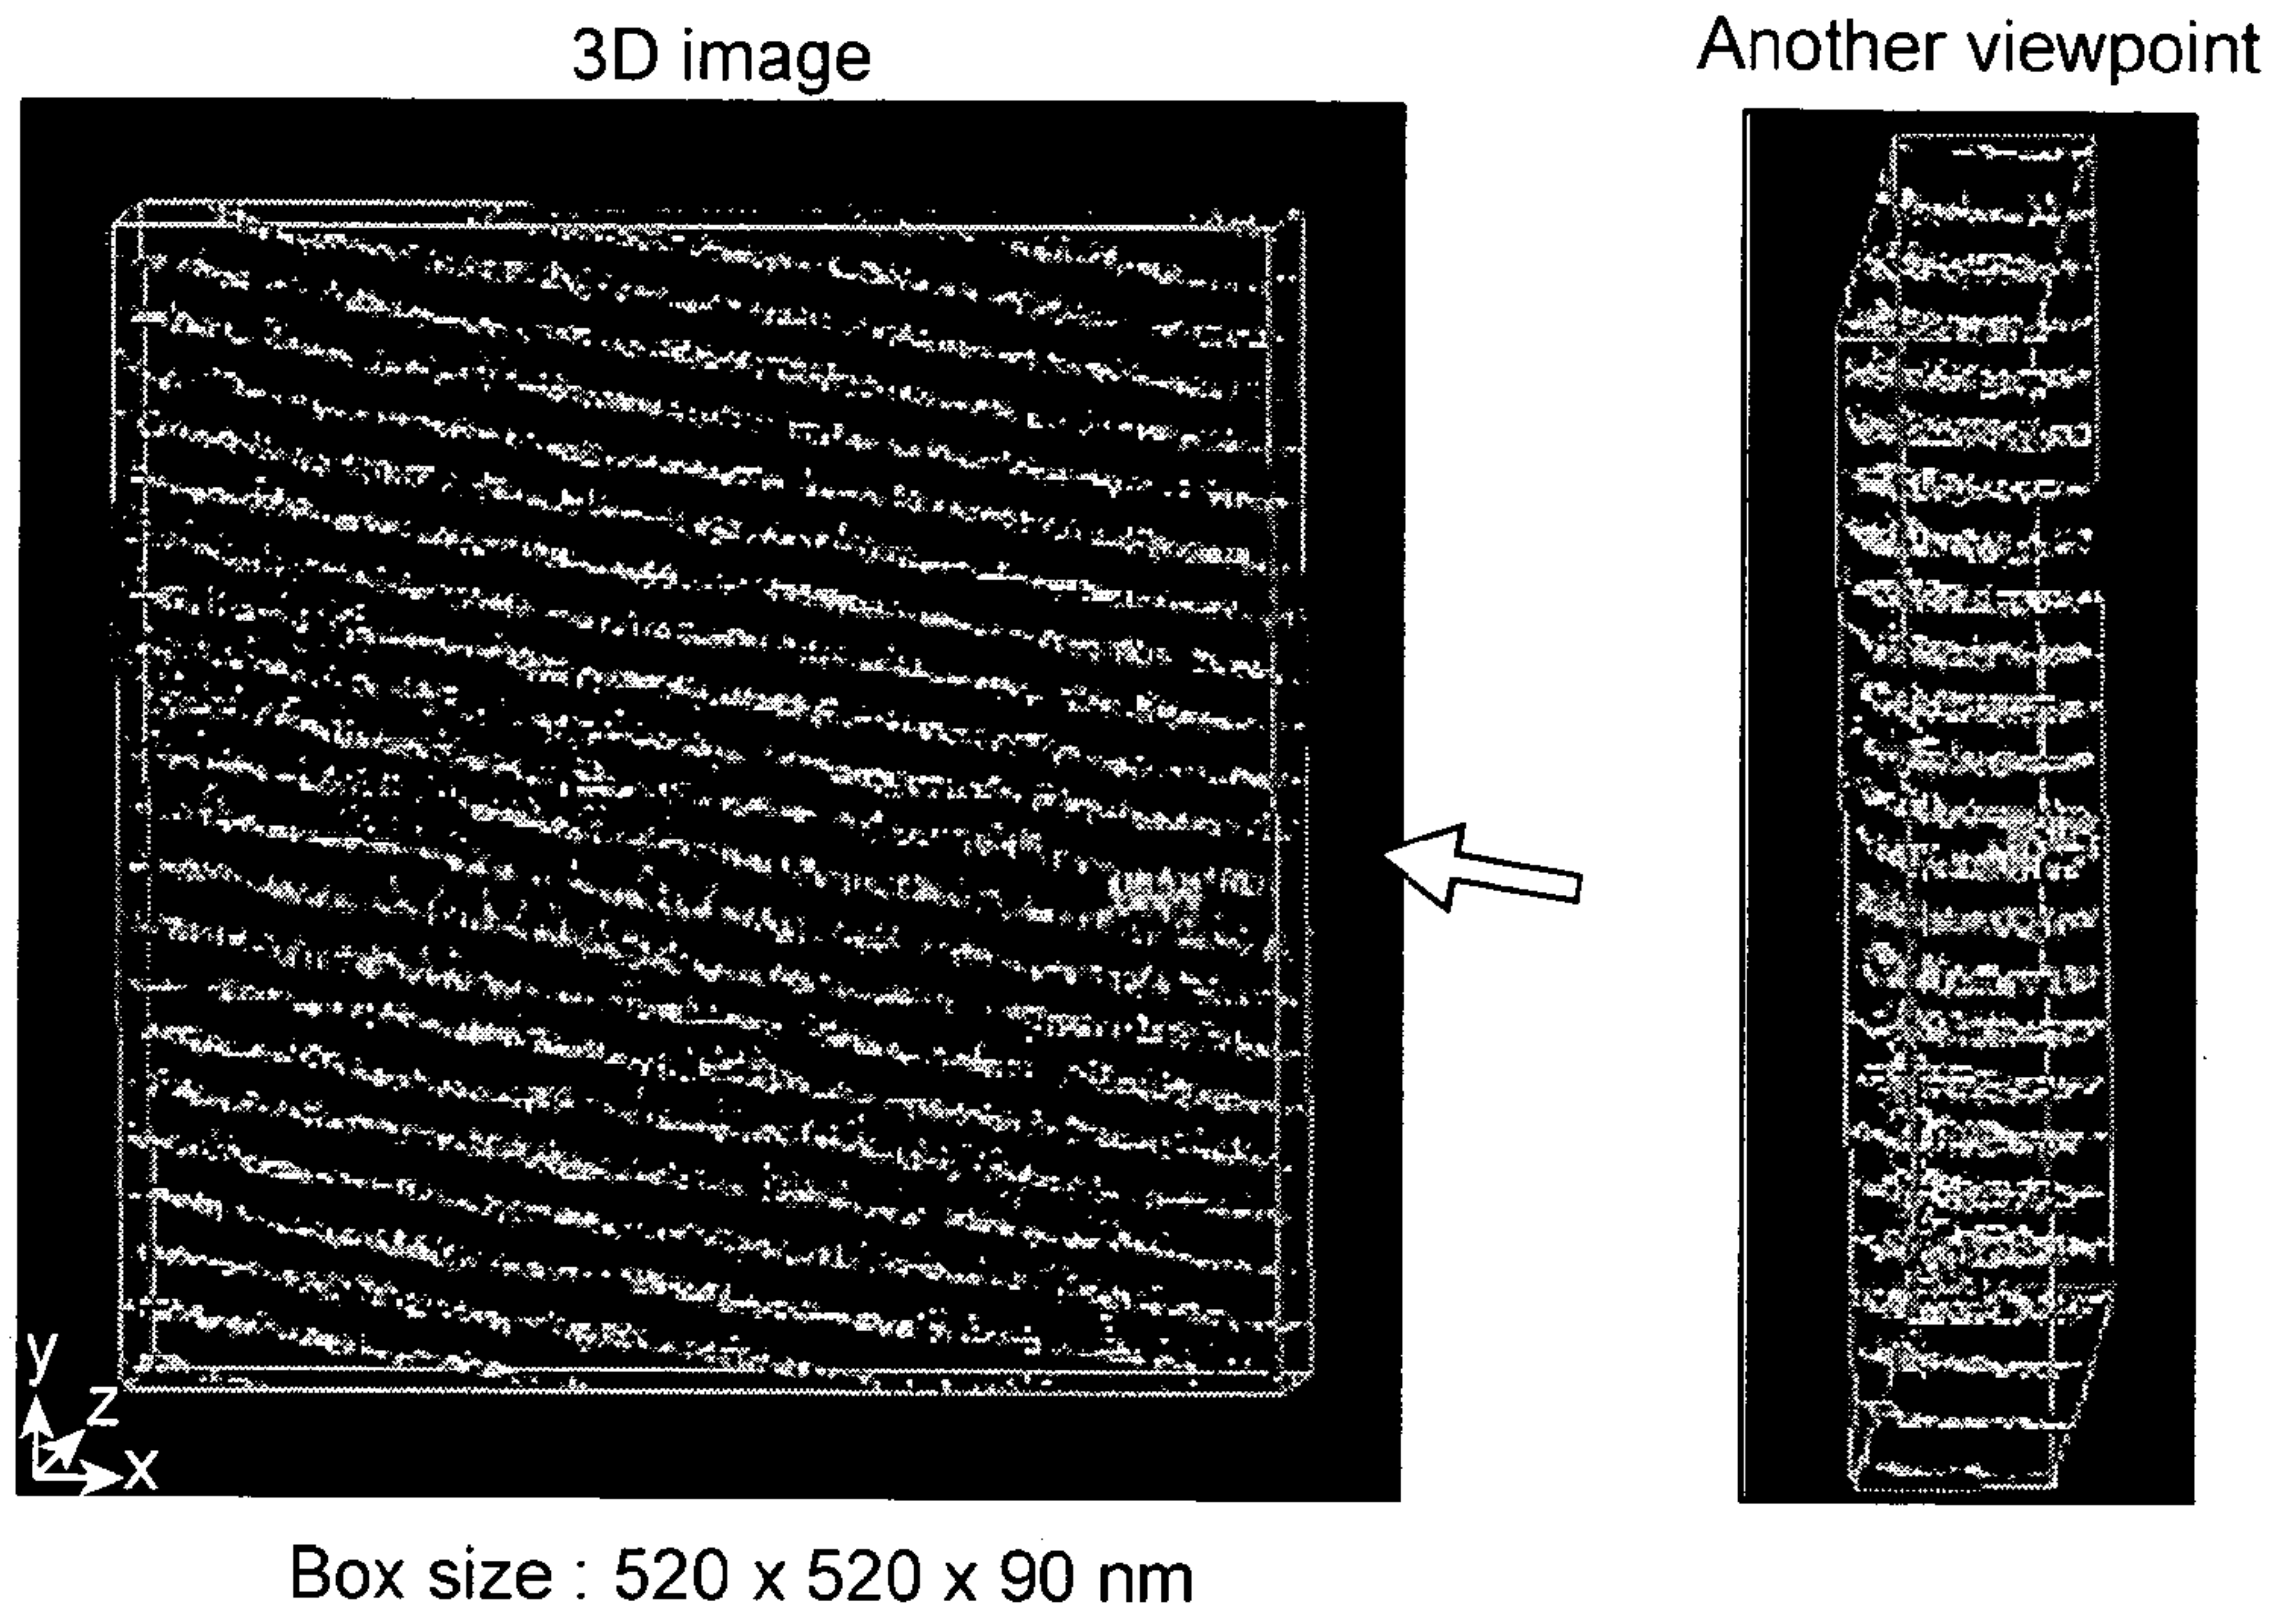 3D image
Another viewpoint
y
z
x
Box size : 520 x 520 x 90 nm